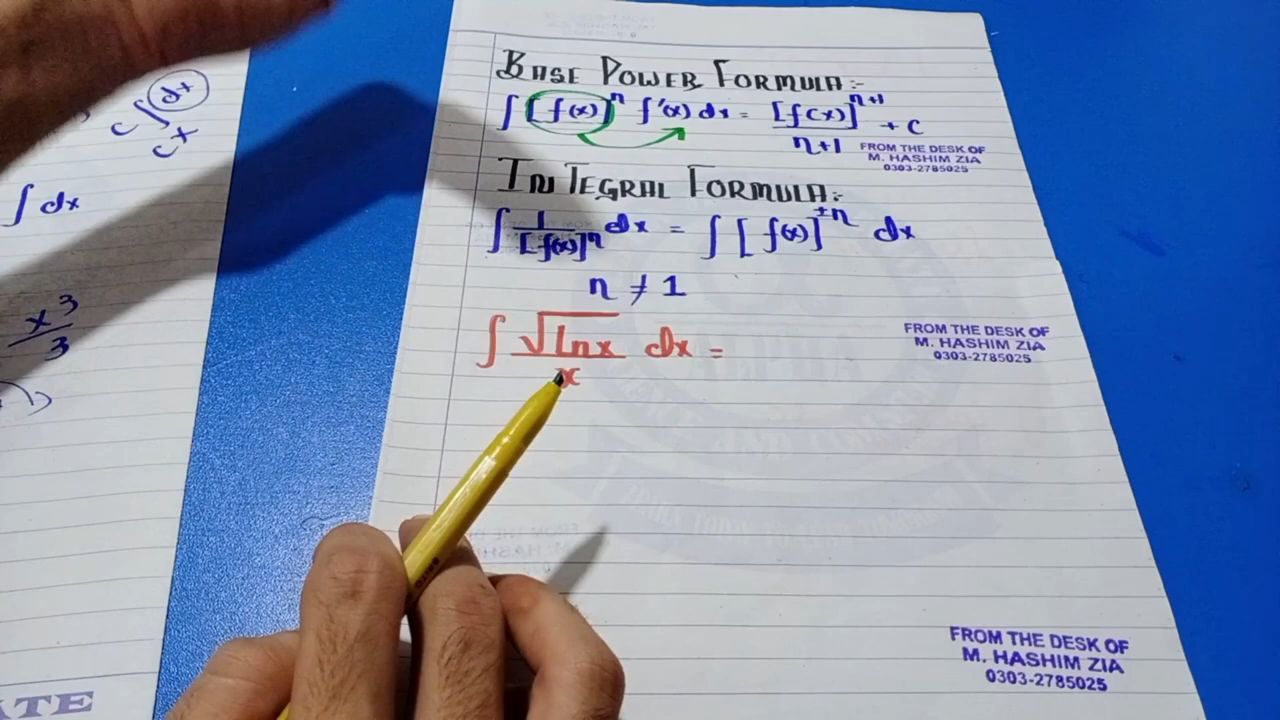 c ∫ dx
cx
∫ dx
x³/3
BASE POWER FORMULA:-
∫ [f(x)]ⁿ f'(x) dx = [f(x)]ⁿ⁺¹/n+1 + c
FROM THE DESK OF
M. HASHIM ZIA
0303-2785025
INTEGRAL FORMULA:-
∫ 1/[f(x)]ⁿ dx = ∫ [f(x)]^±n dx
n ≠ 1
∫ √lnx/x dx =
FROM THE DESK OF
M. HASHIM ZIA
0303-2785025
FROM THE DESK OF
M. HASHIM ZIA
0303-2785025